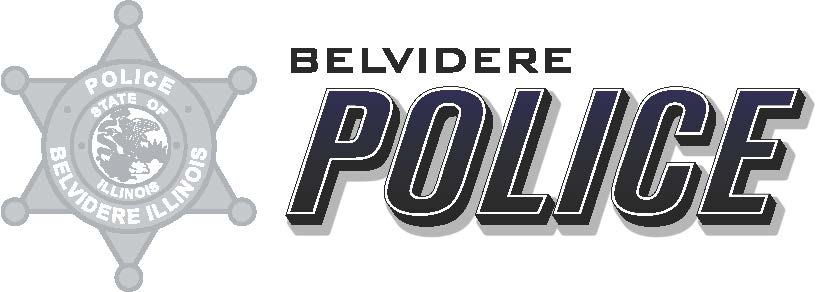 POLICE
STATE OF
ILLINOIS
BELVIDERE ILLINOIS
BELVIDERE
POLICE